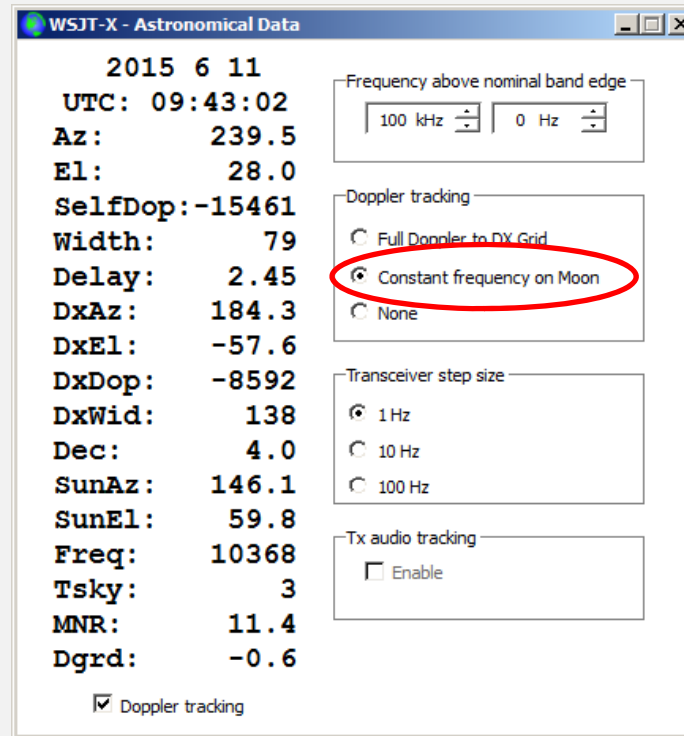 WSJT-X - Astronomical Data
2015 6 11
UTC: 09:43:02
Az: 239.5
El: 28.0
SelfDop:-15461
Width: 79
Delay: 2.45
DxAz: 184.3
DxEl: -57.6
DxDop: -8592
DxWid: 138
Dec: 4.0
SunAz: 146.1
SunEl: 59.8
Freq: 10368
Tsky: 3
MNR: 11.4
Dgrd: -0.6
Doppler tracking
Frequency above nominal band edge
100 kHz 0 Hz
Doppler tracking
Full Doppler to DX Grid
Constant frequency on Moon
None
Transceiver step size
1 Hz
10 Hz
100 Hz
Tx audio tracking
Enable